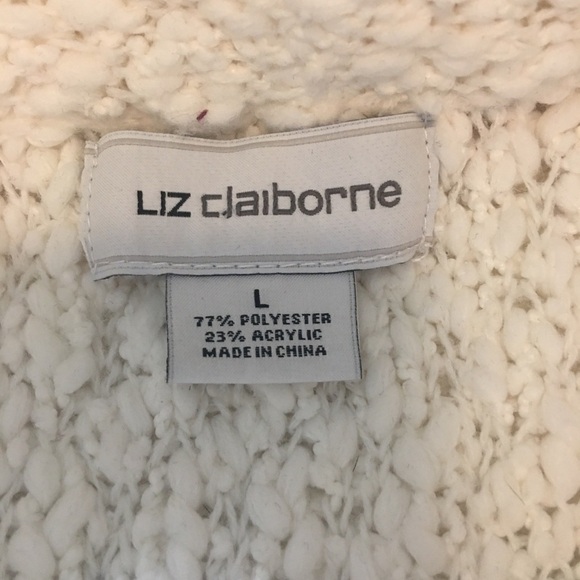 LIZ claiborne
L
77% POLYESTER
23% ACRYLIC
MADE IN CHINA